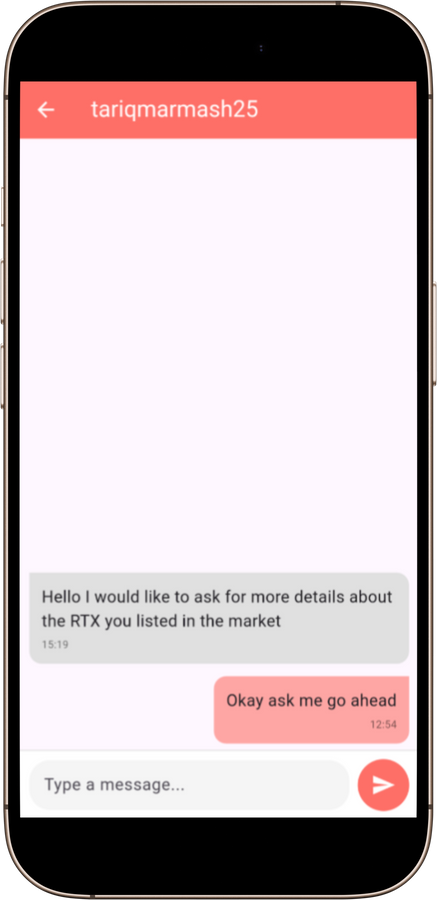 tariqmarmash25
Hello I would like to ask for more details about
the RTX you listed in the market
15:19
Okay ask me go ahead
12:54
Type a message...